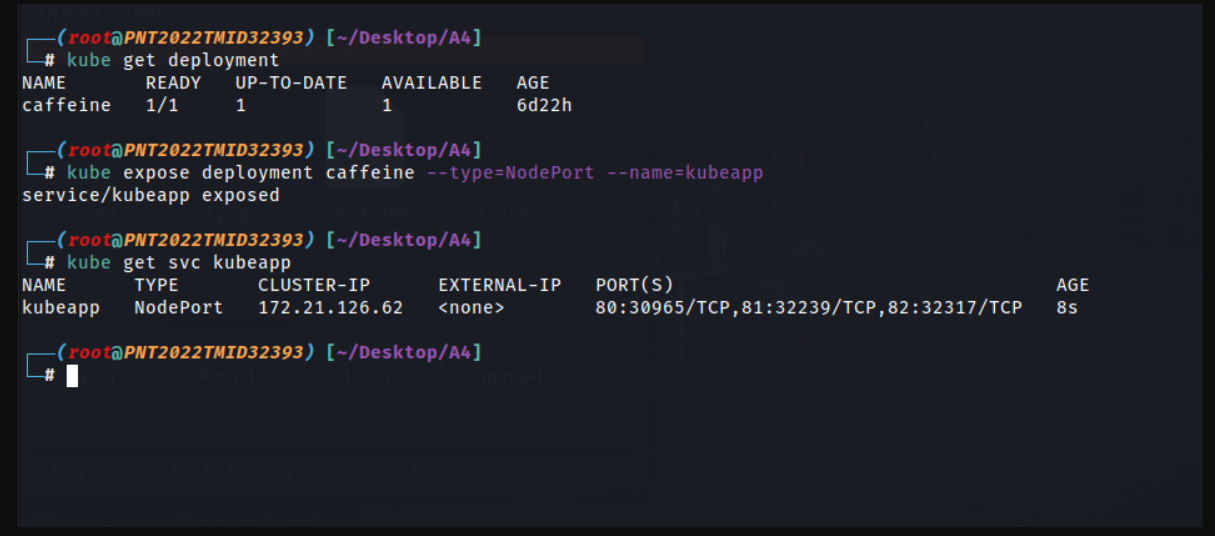 ┌──(root@PNT2022TMID32393) [~/Desktop/A4]
└─# kube get deployment
NAME READY UP-TO-DATE AVAILABLE AGE
caffeine 1/1 1 1 6d22h
┌──(root@PNT2022TMID32393) [~/Desktop/A4]
└─# kube expose deployment caffeine --type=NodePort --name=kubeapp
service/kubeapp exposed
┌──(root@PNT2022TMID32393) [~/Desktop/A4]
└─# kube get svc kubeapp
NAME TYPE CLUSTER-IP EXTERNAL-IP PORT(S) AGE
kubeapp NodePort 172.21.126.62 <none> 80:30965/TCP,81:32239/TCP,82:32317/TCP 8s
┌──(root@PNT2022TMID32393) [~/Desktop/A4]
└─#